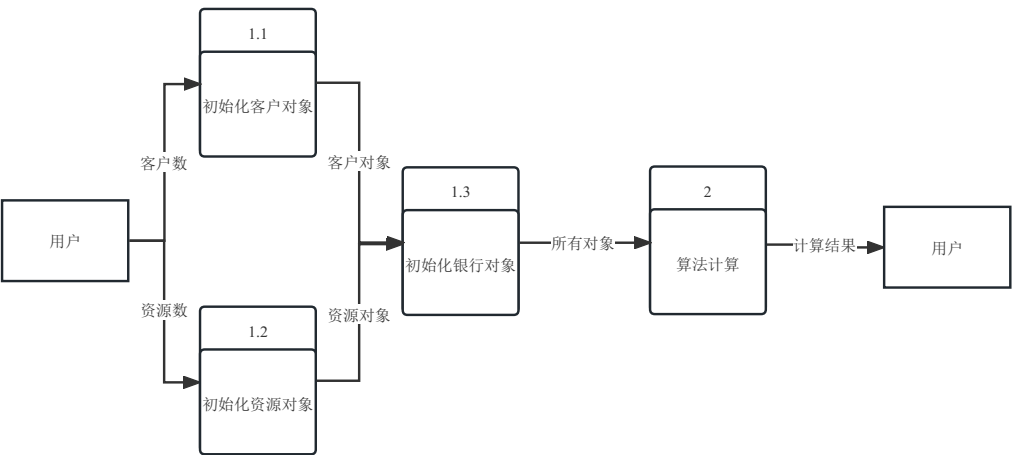 1.1
初始化客户对象
客户数
客户对象
用户
1.3
初始化银行对象
所有对象
2
算法计算
计算结果
用户
资源数
资源对象
1.2
初始化资源对象